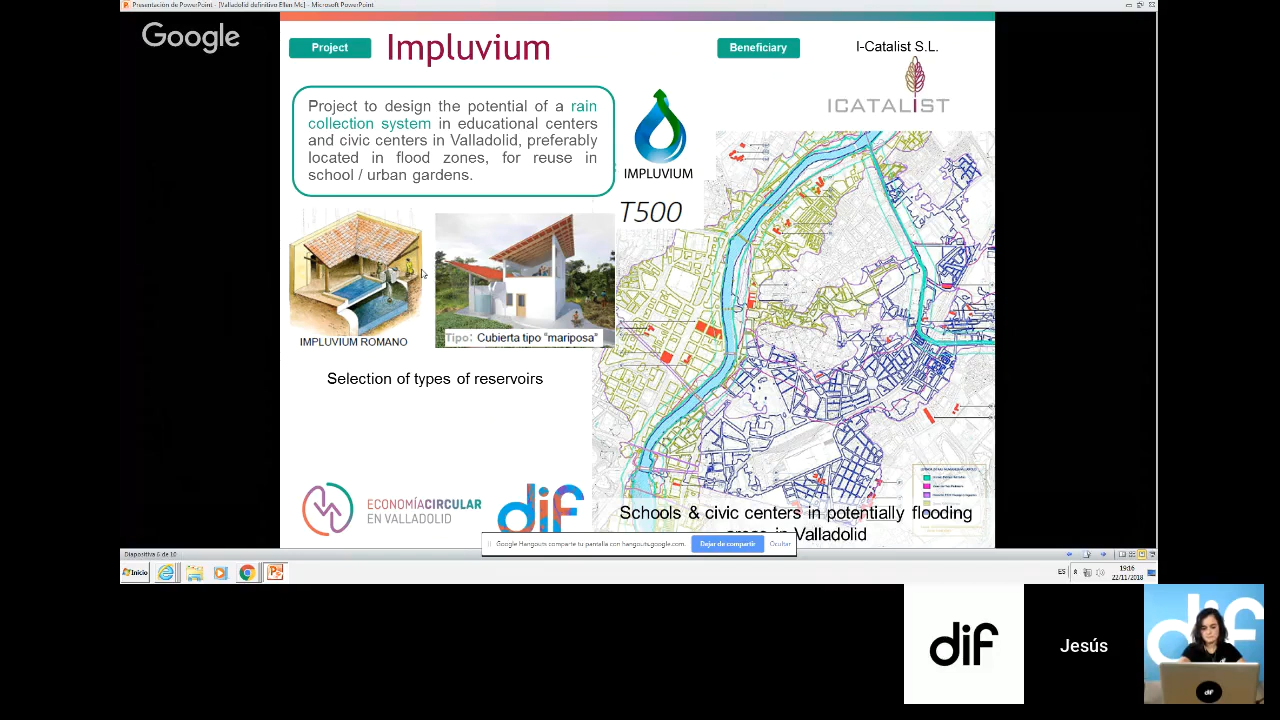 Presentación de PowerPoint - [Valladolid definitivo Ellen Mc] - Microsoft PowerPoint
Google
Project
Impluvium
Beneficiary
I-Catalist S.L.
ICATALIST
Project to design the potential of a rain
collection system in educational centers
and civic centers in Valladolid, preferably
located in flood zones, for reuse in
school / urban gardens.
IMPLUVIUM
T500
IMPLUVIUM ROMANO
Tipo: Cubierta tipo "mariposa"
Selection of types of reservoirs
ECONOMÍACIRCULAR
EN VALLADOLID
dif
Schools & civic centers in potentially flooding
areas in Valladolid
Google Hangouts comparte tu pantalla con hangouts.google.com.
Dejar de compartir
Ocultar
Diapositiva 6 de 10
Inicio
ES
19:16
22/11/2018
dif
Jesús
dif
dif